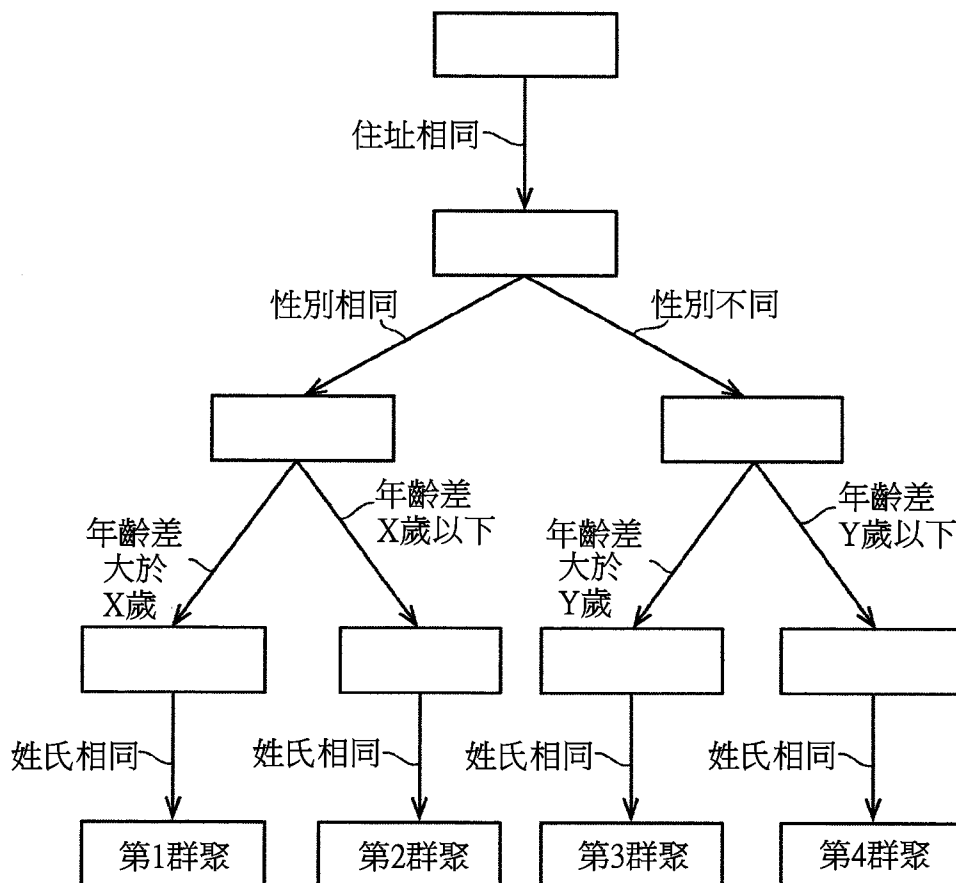 住址相同
性別相同
性別不同
年齡差
X歲以下
年齡差
Y歲以下
年齡差
大於
X歲
年齡差
大於
Y歲
姓氏相同
姓氏相同
姓氏相同
姓氏相同
第1群聚
第2群聚
第3群聚
第4群聚